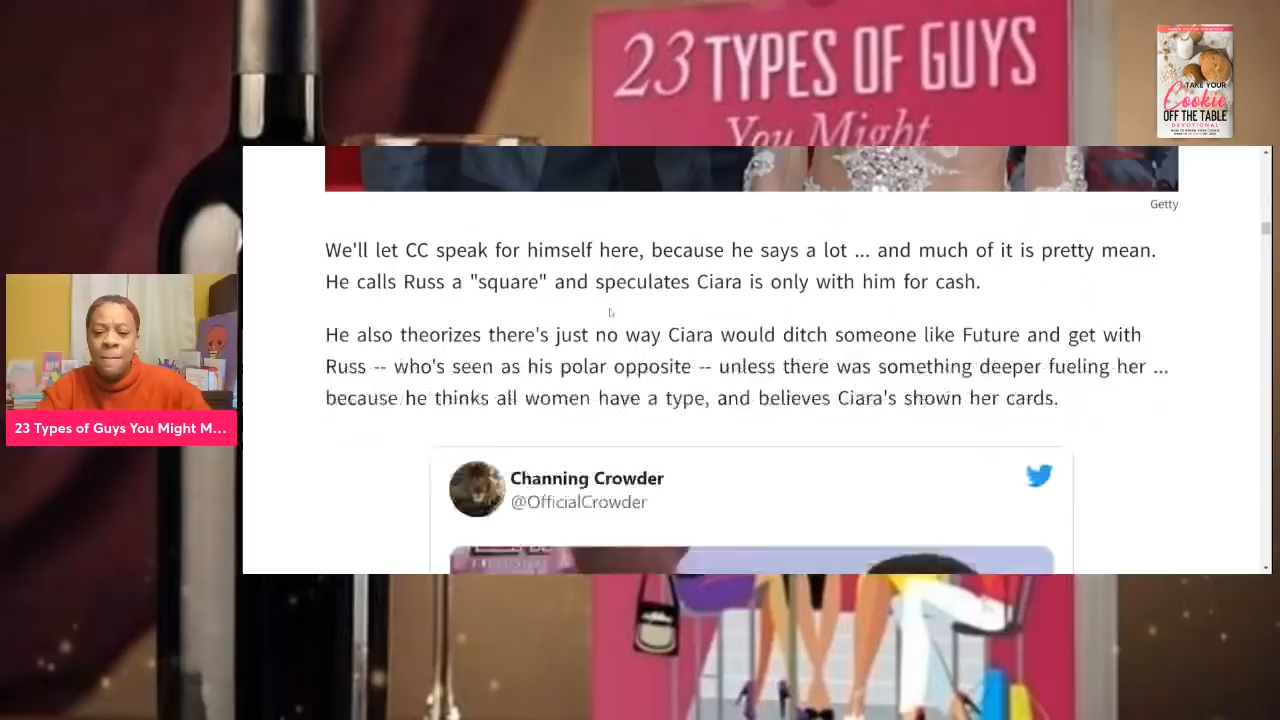 23 TYPES OF GUYS
You Might
TAKE YOUR
Cookie
OFF THE TABLE
DEVOTIONAL
Getty
We'll let CC speak for himself here, because he says a lot ... and much of it is pretty mean.
He calls Russ a "square" and speculates Ciara is only with him for cash.
He also theorizes there's just no way Ciara would ditch someone like Future and get with
Russ -- who's seen as his polar opposite -- unless there was something deeper fueling her ...
because he thinks all women have a type, and believes Ciara's shown her cards.
23 Types of Guys You Might M...
Channing Crowder
@OfficialCrowder